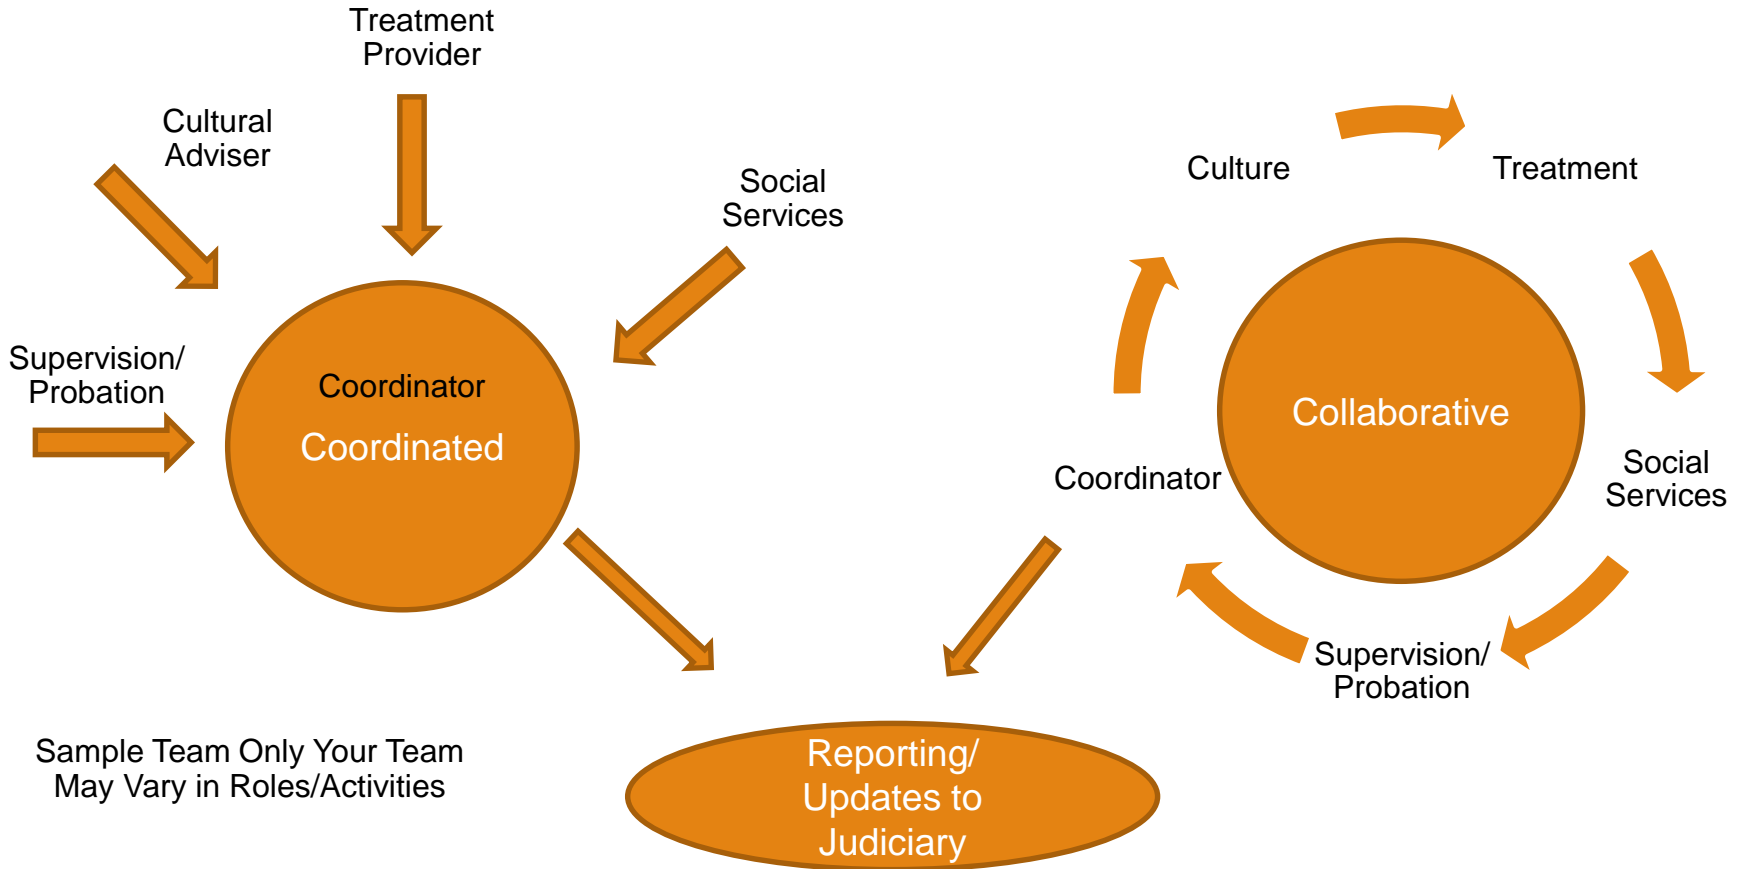 Treatment
Provider
Cultural
Adviser
Social
Services
Supervision/
Probation
Coordinator
Coordinated
Culture
Treatment
Collaborative
Coordinator
Social
Services
Supervision/
Probation
Sample Team Only Your Team
May Vary in Roles/Activities
Reporting/
Updates to
Judiciary